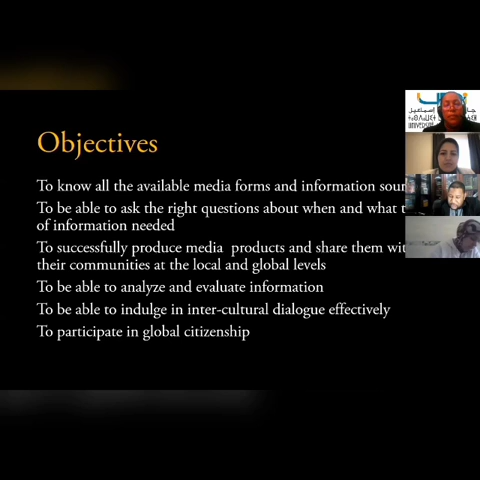 Objectives
To know all the available media forms and information sour
To be able to ask the right questions about when and what t
of information needed
To successfully produce media products and share them wit
their communities at the local and global levels
To be able to analyze and evaluate information
To be able to indulge in inter-cultural dialogue effectively
To participate in global citizenship